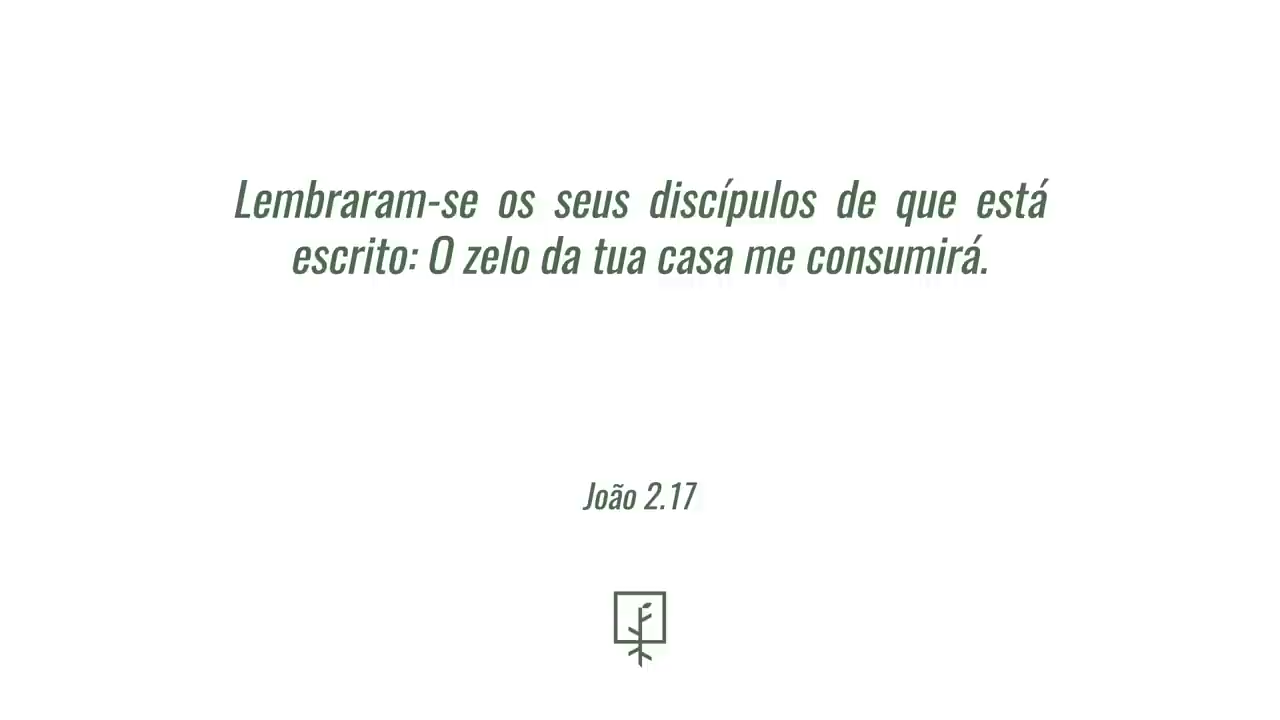 Lembraram-se os seus discípulos de que está
escrito: O zelo da tua casa me consumirá.
João 2.17